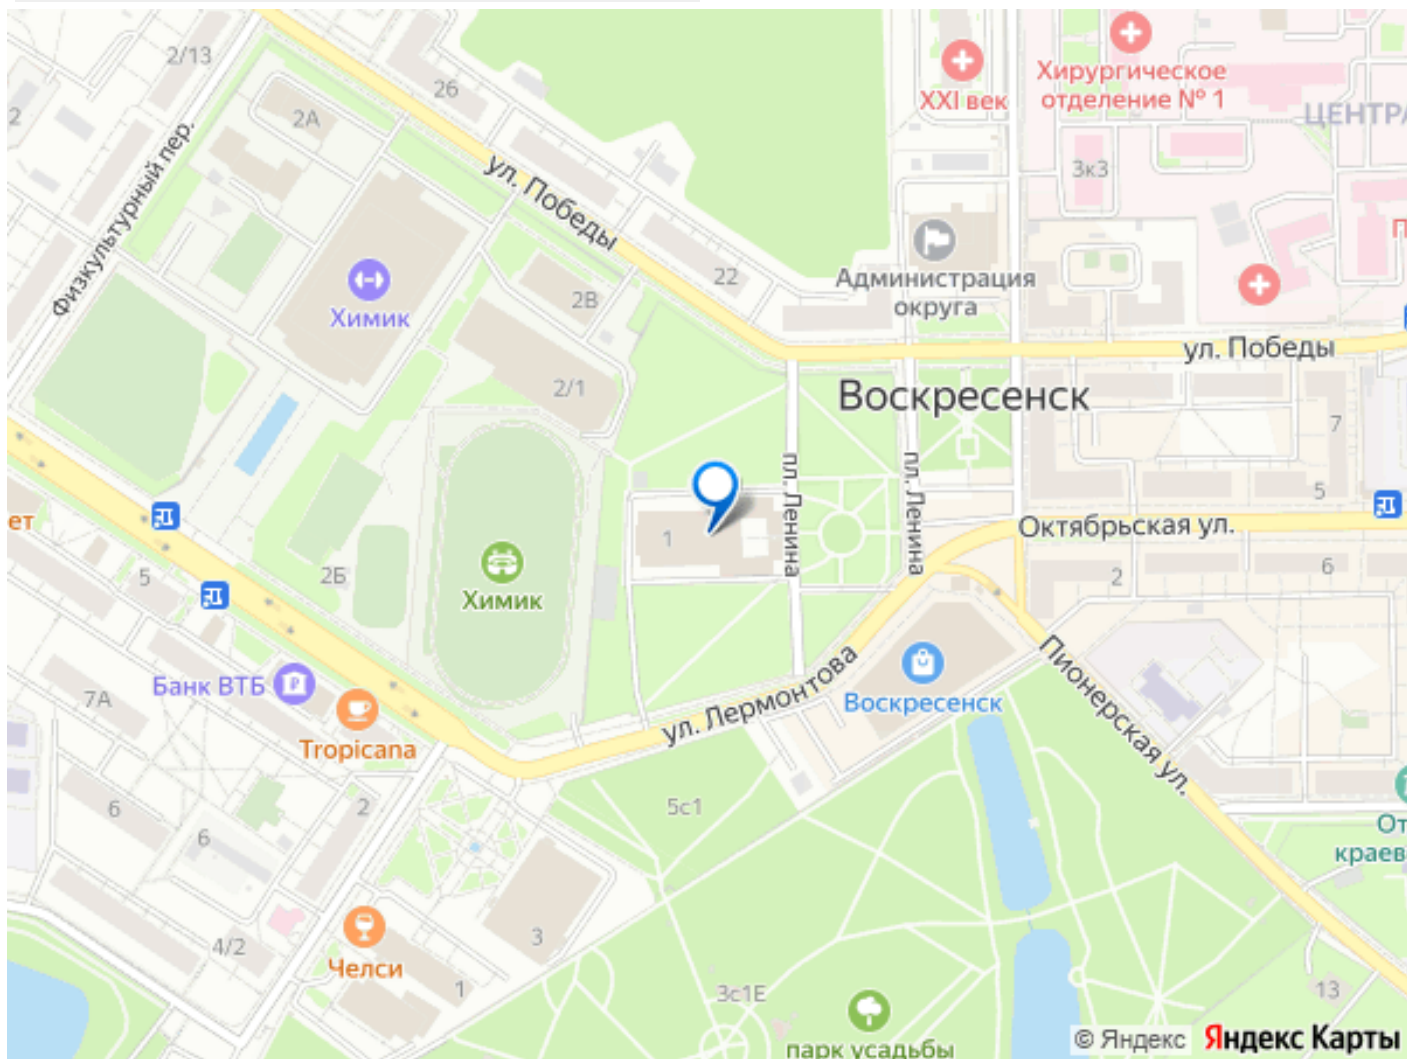 2/13
26
XXI век
Хирургическое
отделение № 1
ЦЕНТРА
2
2А
Физкультурный пер.
ул. Победы
3к3
П
Химик
2В
22
Администрация
округа
ул. Победы
2/1
Воскресенск
7
пл. Ленина
пл. Ленина
5
ет
1
Октябрьская ул.
5
2Б
Химик
2
6
Банк ВТБ
7А
Tropicana
ул. Лермонтова
Воскресенск
Пионерская ул.
6
2
6
5с1
От
краев
4/2
3
Челси
1
3с1Е
13
парк усадьбы
© Яндекс Яндекс Карты